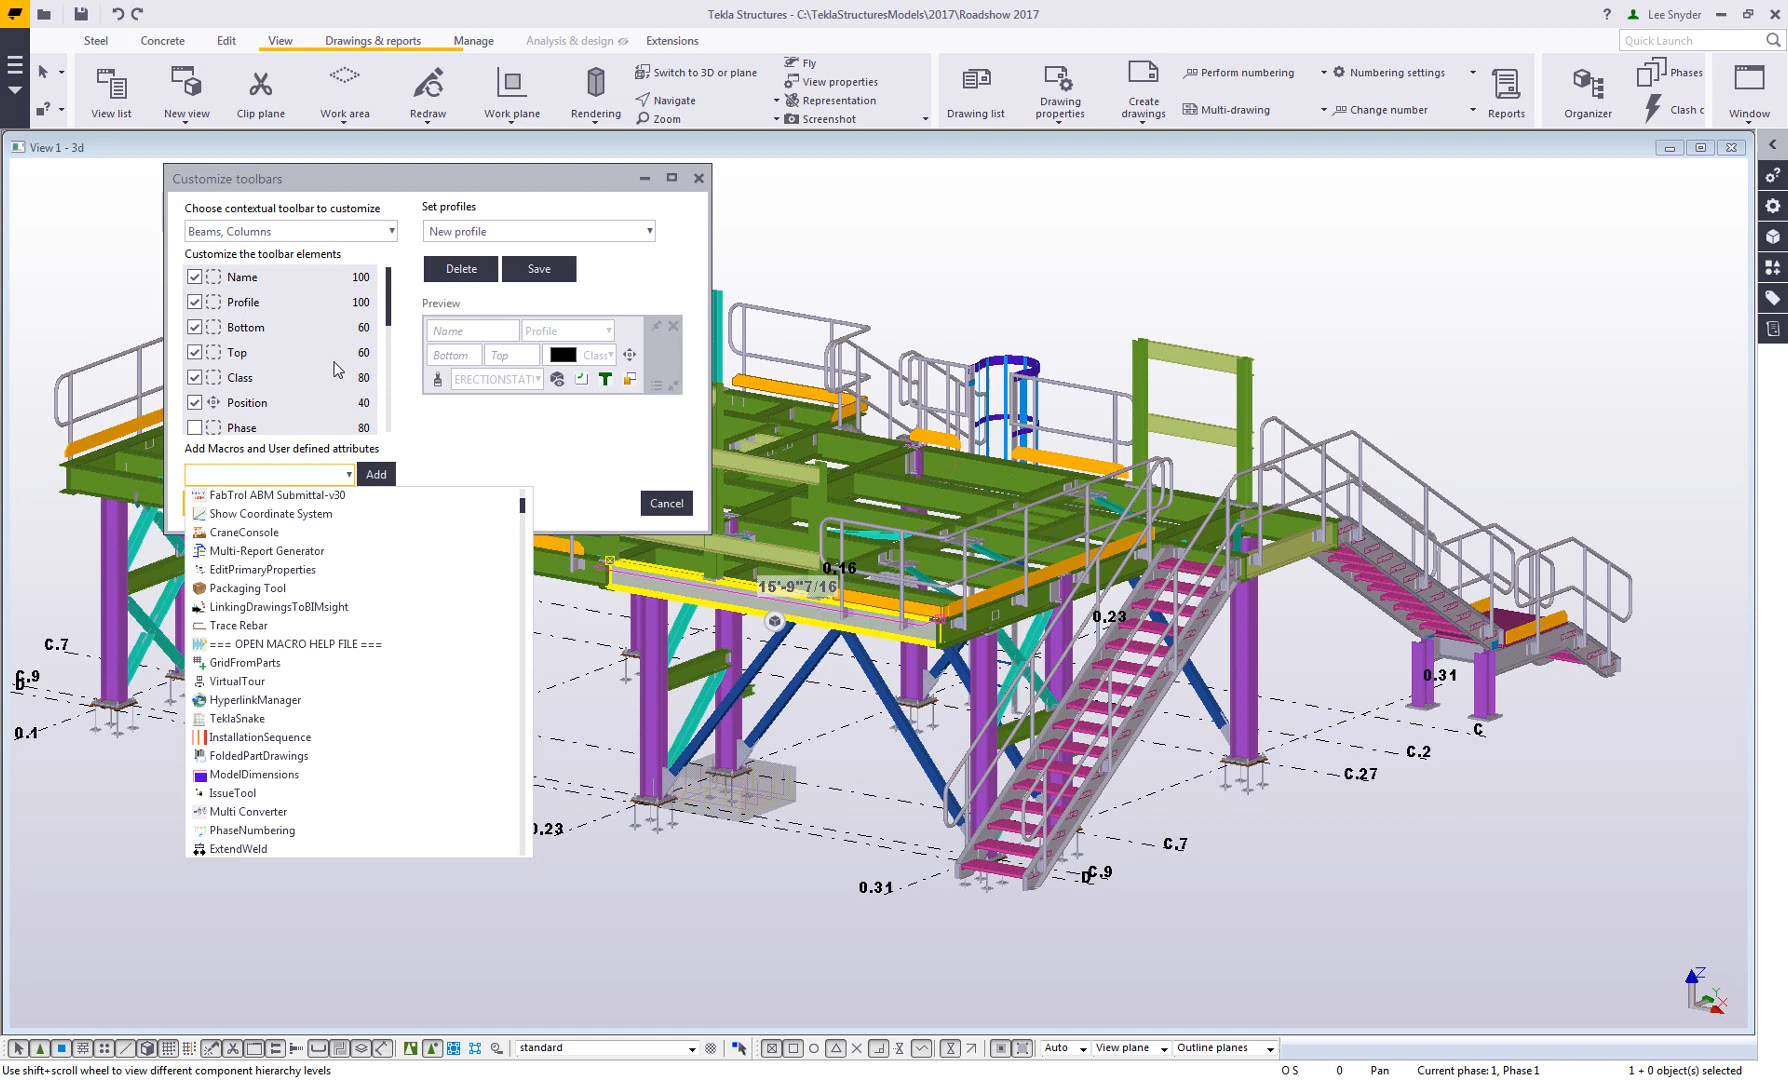 Tekla Structures - C:\TeklaStructuresModels\2017\Roadshow 2017
? Lee Snyder
Steel Concrete Edit View Drawings & reports Manage Analysis & design Extensions
Quick Launch
View list
New view
Clip plane
Work area
Redraw
Work plane
Rendering
Switch to 3D or plane
Navigate
Zoom
Fly
View properties
Representation
Screenshot
Drawing list
Drawing properties
Create drawings
Perform numbering
Multi-drawing
Numbering settings
Change number
Reports
Organizer
Phases
Clash c
Window
View 1 - 3d
Customize toolbars
Choose contextual toolbar to customize
Beams, Columns
Customize the toolbar elements
Name 100
Profile 100
Bottom 60
Top 60
Class 80
Position 40
Phase 80
Add Macros and User defined attributes
Add
Set profiles
New profile
Delete Save
Preview
Name Profile
Bottom Top Class
ERECTIONSTATI
Cancel
FabTrol ABM Submittal-v30
Show Coordinate System
CraneConsole
Multi-Report Generator
EditPrimaryProperties
Packaging Tool
LinkingDrawingsToBIMsight
Trace Rebar
=== OPEN MACRO HELP FILE ===
GridFromParts
VirtualTour
HyperlinkManager
TeklaSnake
InstallationSequence
FoldedPartDrawings
ModelDimensions
IssueTool
Multi Converter
PhaseNumbering
ExtendWeld
0.16
15'-9"7/16
0.23
C.7
C.9
D
0.1
0.31
C
C.2
C.27
0.23
C.7
C.9
D
0.31
Z
Y
X
standard
Auto
View plane
Outline planes
Use shift+scroll wheel to view different component hierarchy levels
O S 0 Pan Current phase: 1, Phase 1 1 + 0 object(s) selected